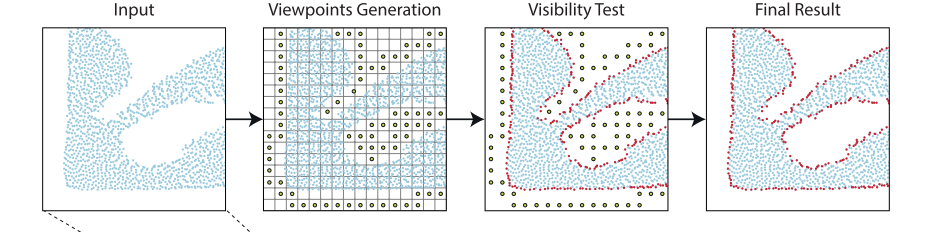 Input
Viewpoints Generation
Visibility Test
Final Result